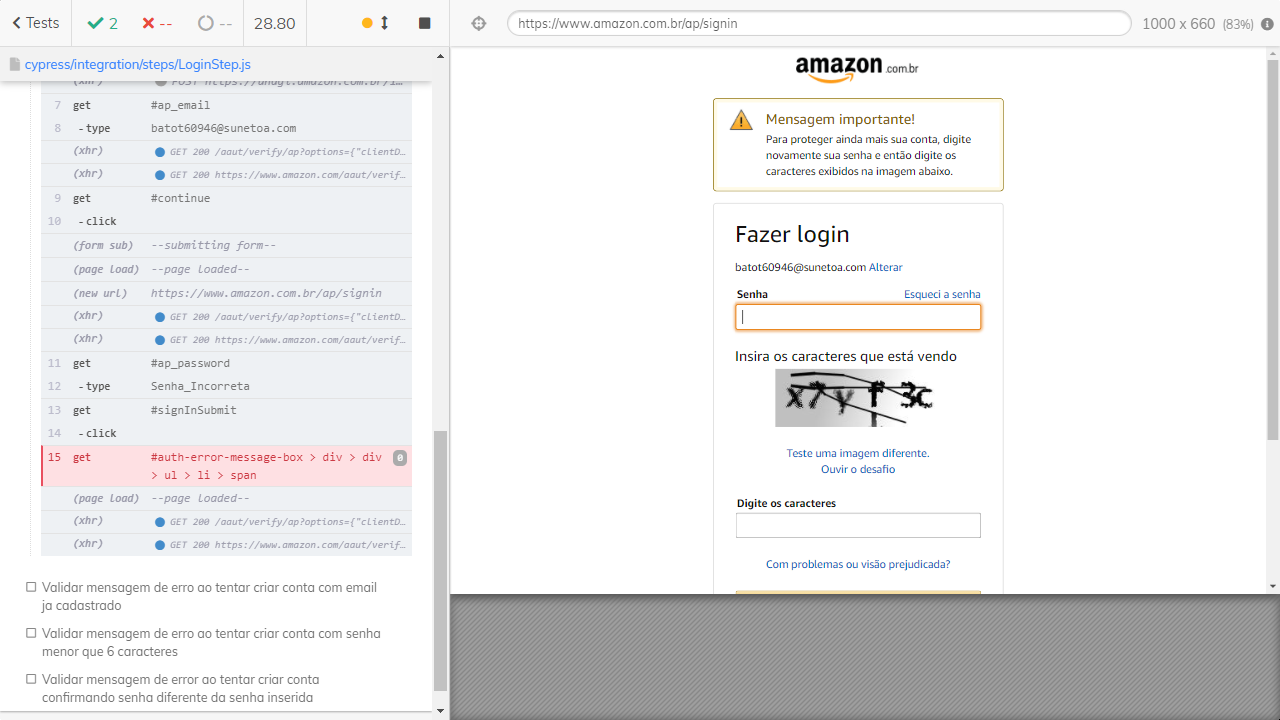 Tests
2
--
--
28.80
https://www.amazon.com.br/ap/signin
1000 x 660 (83%)
cypress/integration/steps/LoginStep.js
(xhr) POST https://unagi.amazon.com.br/1...
7 get #ap_email
8 -type batot60946@sunetoa.com
(xhr) GET 200 /aaut/verify/ap?options={"clientD...
(xhr) GET 200 https://www.amazon.com/aaut/verif...
9 get #continue
10 -click
(form sub) --submitting form--
(page load) --page loaded--
(new url) https://www.amazon.com.br/ap/signin
(xhr) GET 200 /aaut/verify/ap?options={"clientD...
(xhr) GET 200 https://www.amazon.com/aaut/verif...
11 get #ap_password
12 -type Senha_Incorreta
13 get #signInSubmit
14 -click
15 get #auth-error-message-box > div > div 0
> ul > li > span
(page load) --page loaded--
(xhr) GET 200 /aaut/verify/ap?options={"clientD...
(xhr) GET 200 https://www.amazon.com/aaut/verif...
Validar mensagem de erro ao tentar criar conta com email
ja cadastrado
Validar mensagem de erro ao tentar criar conta com senha
menor que 6 caracteres
Validar mensagem de error ao tentar criar conta
confirmando senha diferente da senha inserida
amazon.com.br
Mensagem importante!
Para proteger ainda mais sua conta, digite
novamente sua senha e então digite os
caracteres exibidos na imagem abaixo.
Fazer login
batot60946@sunetoa.com Alterar
Senha Esqueci a senha
Insira os caracteres que está vendo
Teste uma imagem diferente.
Ouvir o desafio
Digite os caracteres
Com problemas ou visão prejudicada?